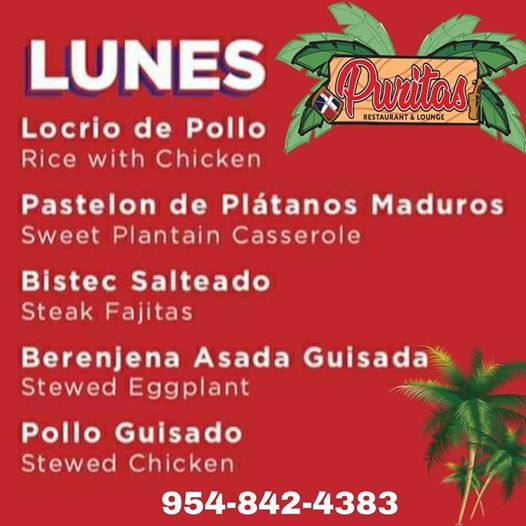 LUNES
Puritas
RESTAURANT & LOUNGE
Locrio de Pollo
Rice with Chicken
Pastelon de Plátanos Maduros
Sweet Plantain Casserole
Bistec Salteado
Steak Fajitas
Berenjena Asada Guisada
Stewed Eggplant
Pollo Guisado
Stewed Chicken
954-842-4383